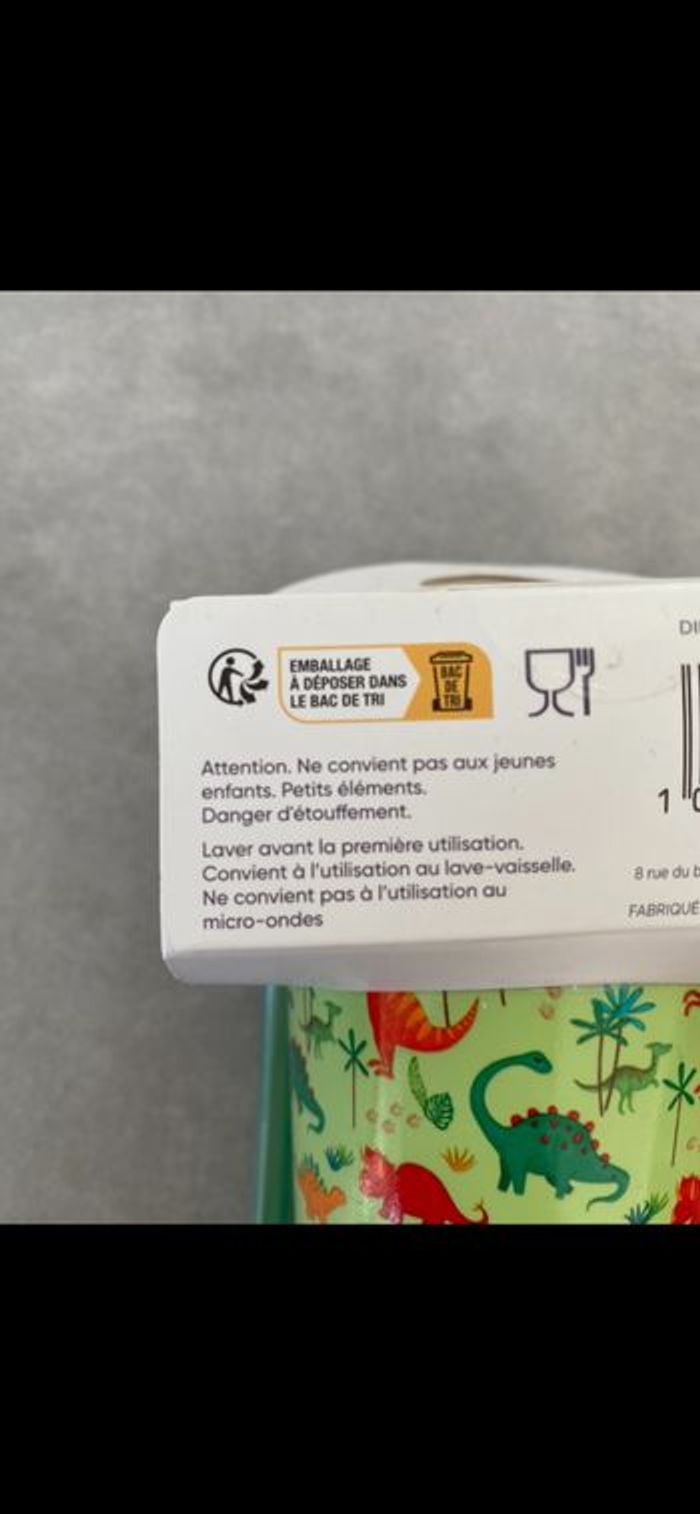 EMBALLAGE
À DÉPOSER DANS
LE BAC DE TRI
BAC
DE
TRI
Attention. Ne convient pas aux jeunes
enfants. Petits éléments.
Danger d'étouffement.
Laver avant la première utilisation.
Convient à l'utilisation au lave-vaisselle.
Ne convient pas à l'utilisation au
micro-ondes
1
8 rue du
FABRIQUÉ